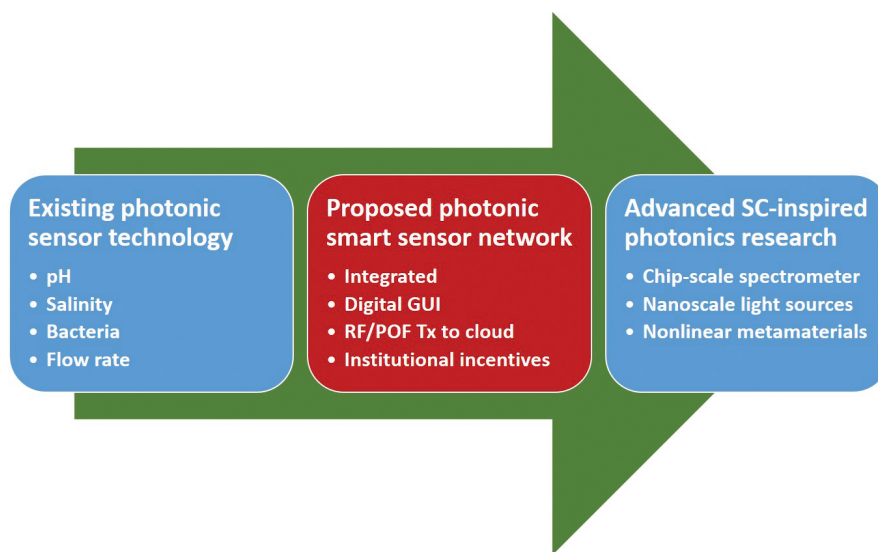 Existing photonic
sensor technology
• pH
• Salinity
• Bacteria
• Flow rate
Proposed photonic
smart sensor network
• Integrated
• Digital GUI
• RF/POF Tx to cloud
• Institutional incentives
Advanced SC-inspired
photonics research
• Chip-scale spectrometer
• Nanoscale light sources
• Nonlinear metamaterials